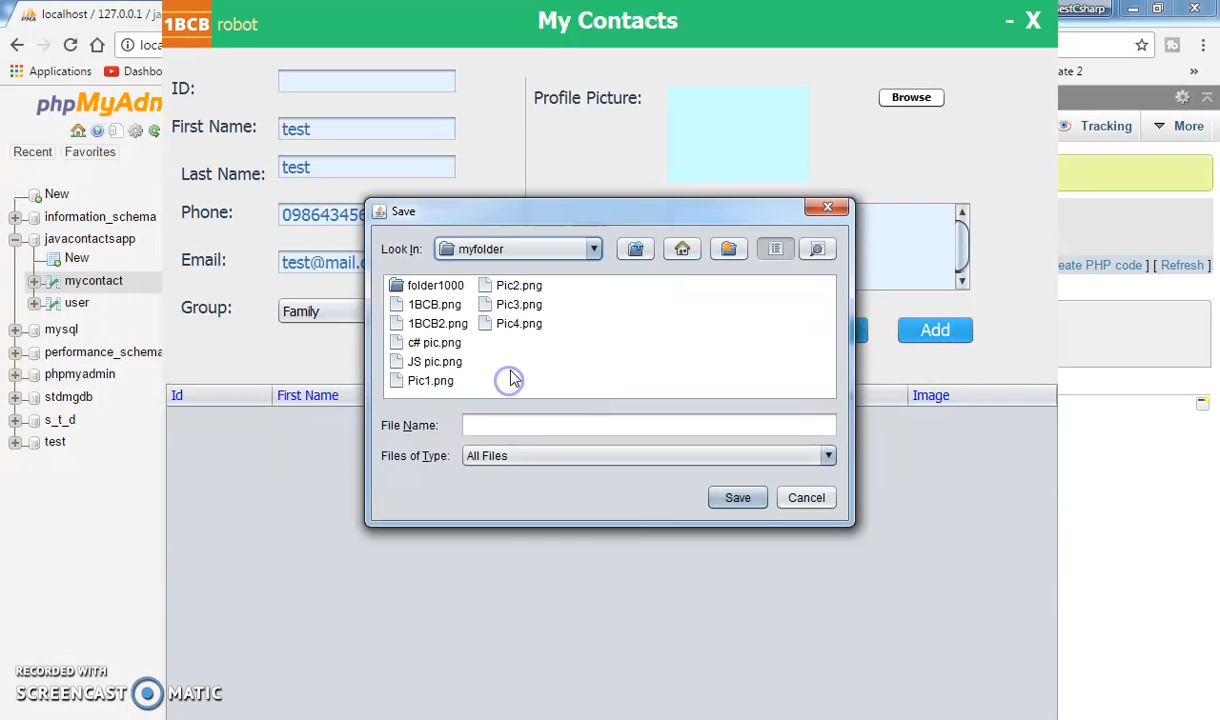 localhost / 127.0.0.1 / ja
1BCB robot
My Contacts
- X
estCsharp
loca
Applications
Dashbo
ate 2
»
phpMyAdm
Recent
Favorites
New
information_schema
javacontactsapp
New
mycontact
user
mysql
performance_schema
phpmyadmin
stdmgdb
s_t_d
test
Tracking
More
eate PHP code ] [ Refresh ]
ID:
First Name:
test
Last Name:
test
Phone:
098643456
Email:
test@mail.c
Group:
Family
Profile Picture:
Browse
Add
Id
First Name
Image
Save
Look In:
myfolder
folder1000
1BCB.png
1BCB2.png
c# pic.png
JS pic.png
Pic1.png
Pic2.png
Pic3.png
Pic4.png
File Name:
Files of Type:
All Files
Save
Cancel
RECORDED WITH
SCREENCAST MATIC